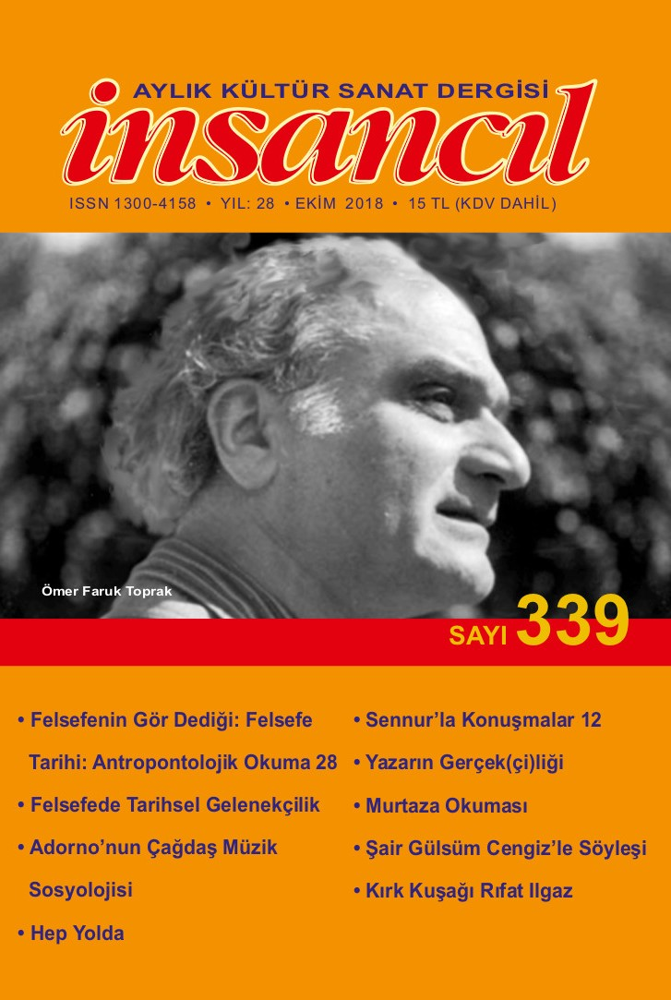 AYLIK KÜLTÜR SANAT DERGİSİ
insancıl
ISSN 1300-4158 • YIL: 28 • EKİM 2018 • 15 TL (KDV DAHİL)
Ömer Faruk Toprak
SAYI 339
• Felsefenin Gör Dediği: Felsefe
Tarihi: Antropontolojik Okuma 28
• Felsefede Tarihsel Gelenekçilik
• Adorno’nun Çağdaş Müzik
Sosyolojisi
• Hep Yolda
• Sennur’la Konuşmalar 12
• Yazarın Gerçek(çi)liği
• Murtaza Okuması
• Şair Gülsüm Cengiz’le Söyleşi
• Kırk Kuşağı Rıfat Ilgaz